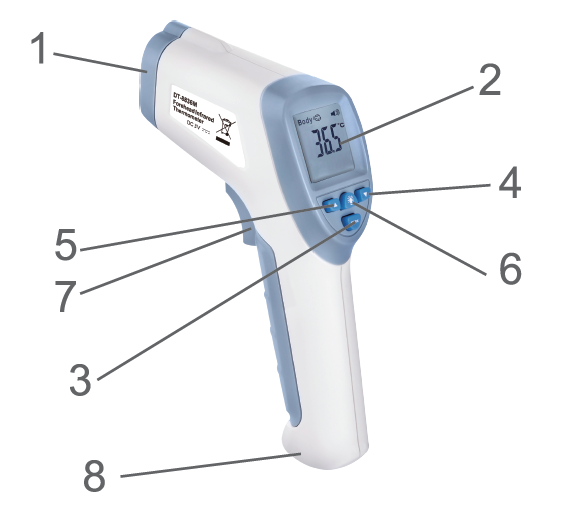 1
DT-8836M
Forehead Infrared
Thermometer
DC 3V
2
Body
36.5 °C
4
5
6
7
3
8